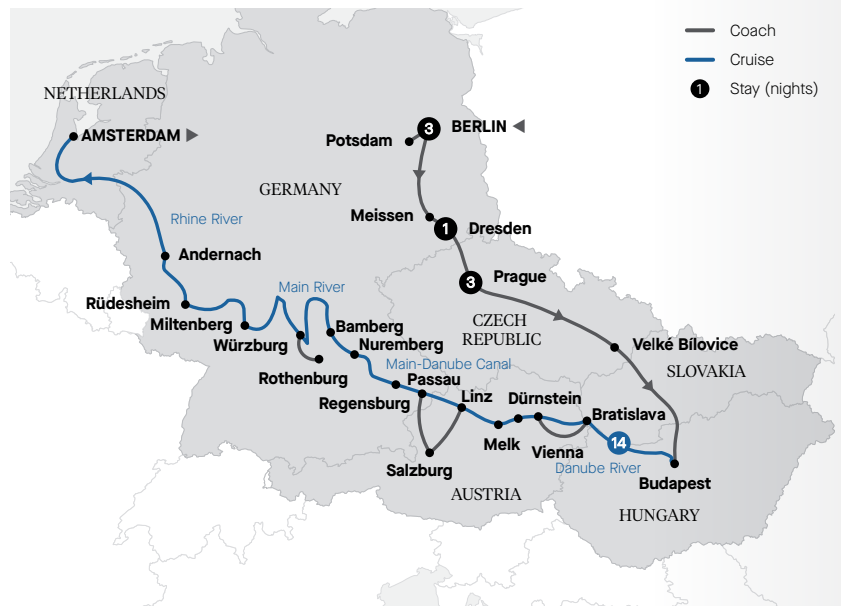 Coach
Cruise
1 Stay (nights)
NETHERLANDS
AMSTERDAM
3 BERLIN
Potsdam
GERMANY
Meissen
1 Dresden
Rhine River
Andernach
3 Prague
Main River
Rüdesheim
Miltenberg
CZECH
REPUBLIC
Bamberg
Würzburg
Nuremberg
Velké Bílovice
Main-Danube Canal
SLOVAKIA
Rothenburg
Passau
Regensburg
Linz
Dürnstein
Bratislava
Melk
Vienna
14
Danube River
Salzburg
Budapest
AUSTRIA
HUNGARY